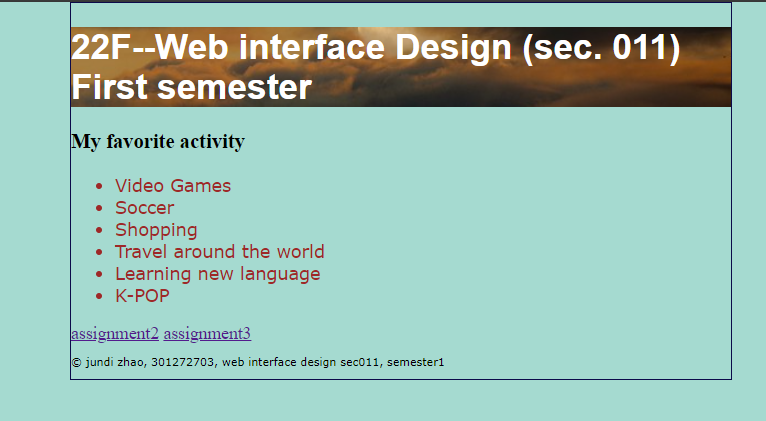 22F--Web interface Design (sec. 011)
First semester
My favorite activity
Video Games
Soccer
Shopping
Travel around the world
Learning new language
K-POP
assignment2 assignment3
© jundi zhao, 301272703, web interface design sec011, semester1